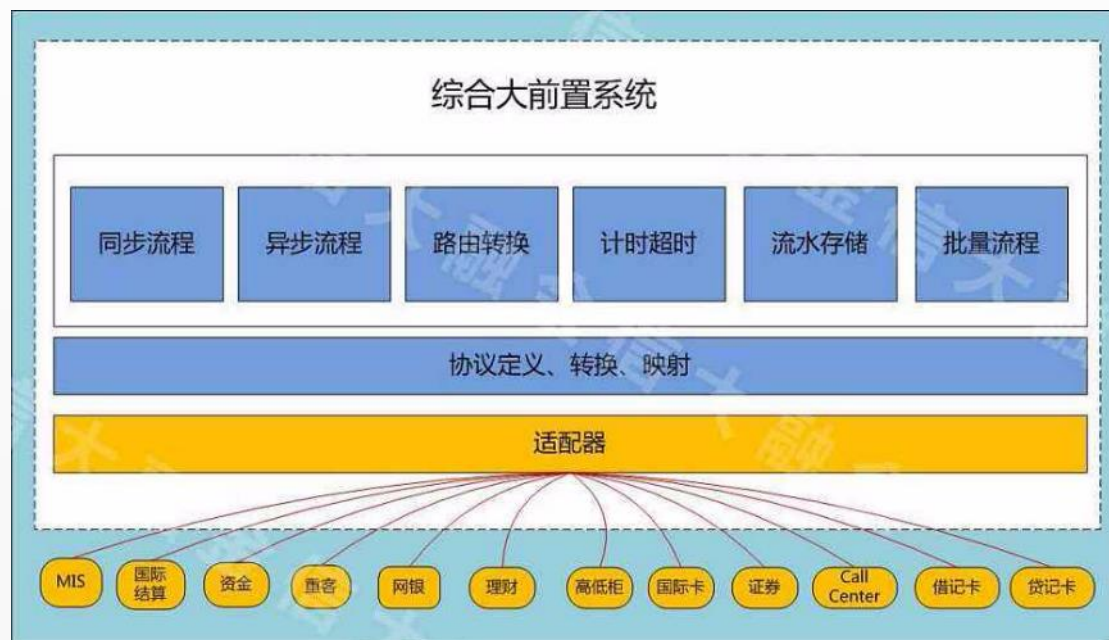 综合大前置系统
同步流程
异步流程
路由转换
计时超时
流水存储
批量流程
协议定义、转换、映射
适配器
MIS
国际
结算
资金
重客
网银
理财
高低柜
国际卡
证券
Call
Center
借记卡
贷记卡